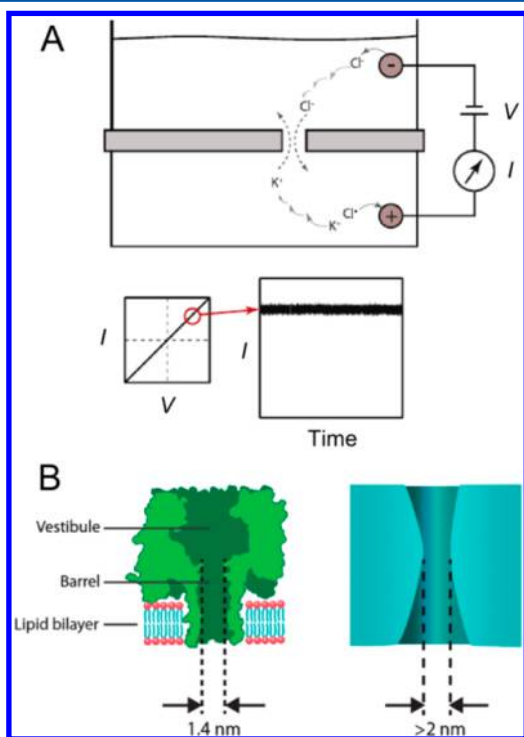 A
Cl⁻
-
Cl⁻
V
I
K⁺
Cl⁻
K⁺
+
I
V
I
Time
B
Vestibule
Barrel
Lipid bilayer
1.4 nm
>2 nm